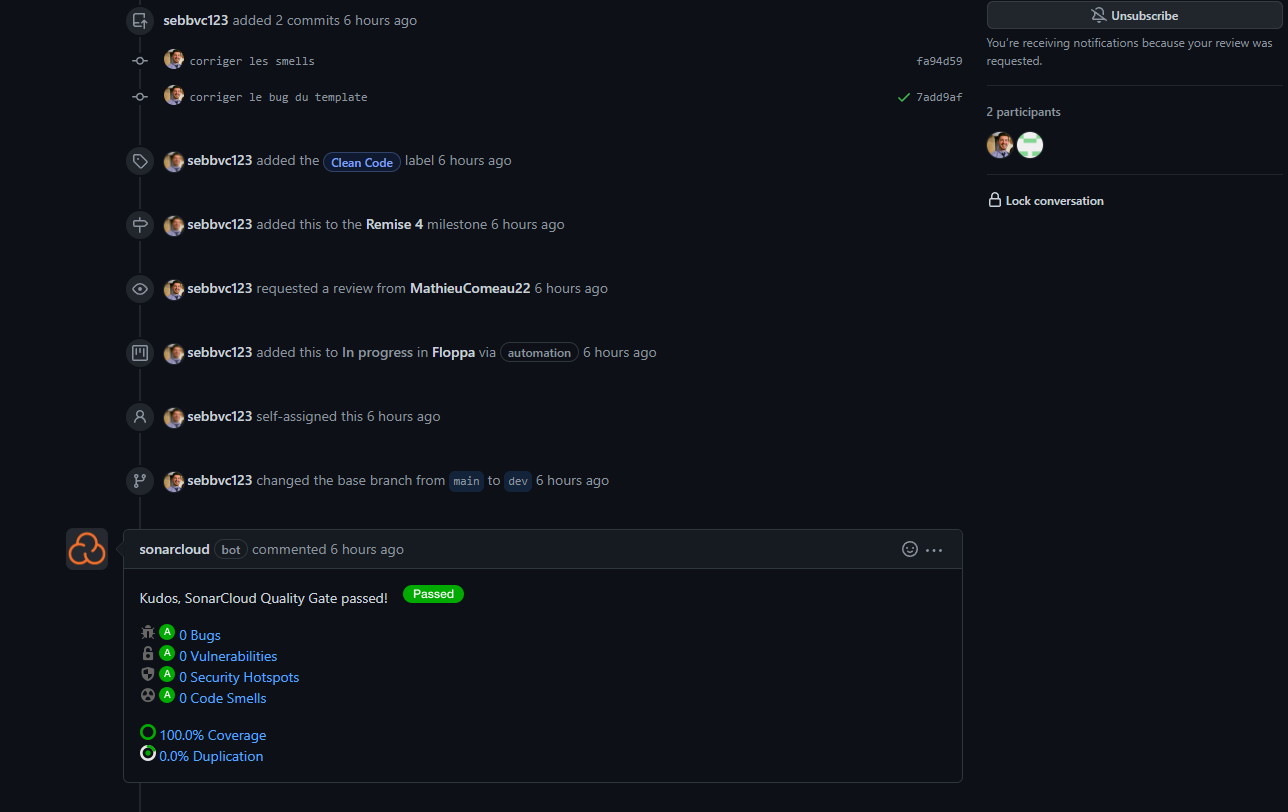 sebbvc123 added 2 commits 6 hours ago
corriger les smells fa94d59
corriger le bug du template 7add9af
sebbvc123 added the Clean Code label 6 hours ago
sebbvc123 added this to the Remise 4 milestone 6 hours ago
sebbvc123 requested a review from MathieuComeau22 6 hours ago
sebbvc123 added this to In progress in Floppa via automation 6 hours ago
sebbvc123 self-assigned this 6 hours ago
sebbvc123 changed the base branch from main to dev 6 hours ago
sonarcloud bot commented 6 hours ago
Kudos, SonarCloud Quality Gate passed! Passed
A 0 Bugs
A 0 Vulnerabilities
A 0 Security Hotspots
A 0 Code Smells
100.0% Coverage
0.0% Duplication
Unsubscribe
You're receiving notifications because your review was
requested.
2 participants
Lock conversation